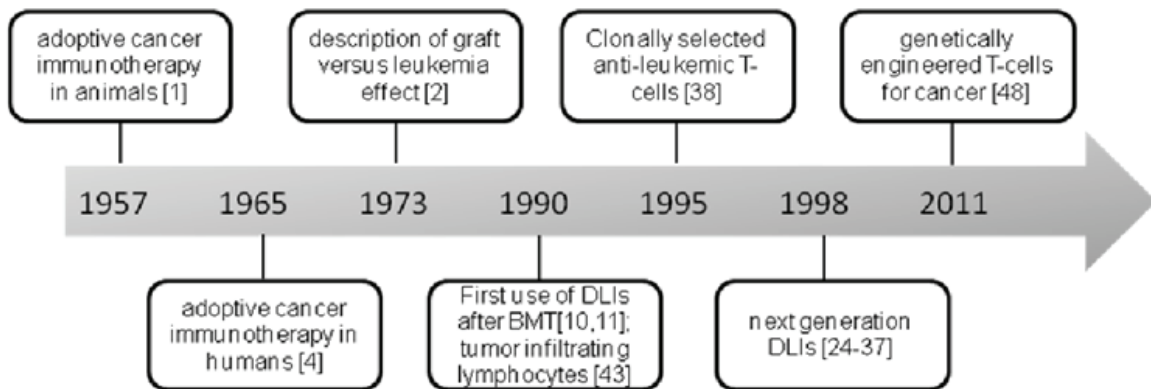 adoptive cancer
immunotherapy
in animals [1]
description of graft
versus leukemia
effect [2]
Clonally selected
anti-leukemic T-
cells [38]
genetically
engineered T-cells
for cancer [48]
1957 1965 1973 1990 1995 1998 2011
adoptive cancer
immunotherapy in
humans [4]
First use of DLIs
after BMT[10,11];
tumor infiltrating
lymphocytes [43]
next generation
DLIs [24-37]